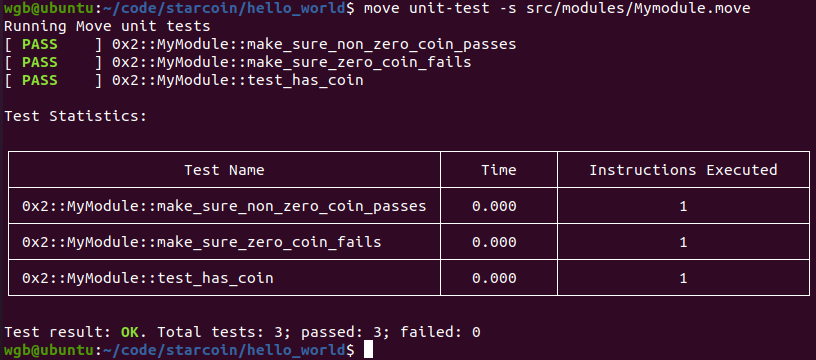 wgb@ubuntu:~/code/starcoin/hello_world$ move unit-test -s src/modules/Mymodule.move
Running Move unit tests
[ PASS    ] 0x2::MyModule::make_sure_non_zero_coin_passes
[ PASS    ] 0x2::MyModule::make_sure_zero_coin_fails
[ PASS    ] 0x2::MyModule::test_has_coin
Test Statistics:
Test Name Time Instructions Executed
0x2::MyModule::make_sure_non_zero_coin_passes 0.000 1
0x2::MyModule::make_sure_zero_coin_fails 0.000 1
0x2::MyModule::test_has_coin 0.000 1
Test result: OK. Total tests: 3; passed: 3; failed: 0
wgb@ubuntu:~/code/starcoin/hello_world$